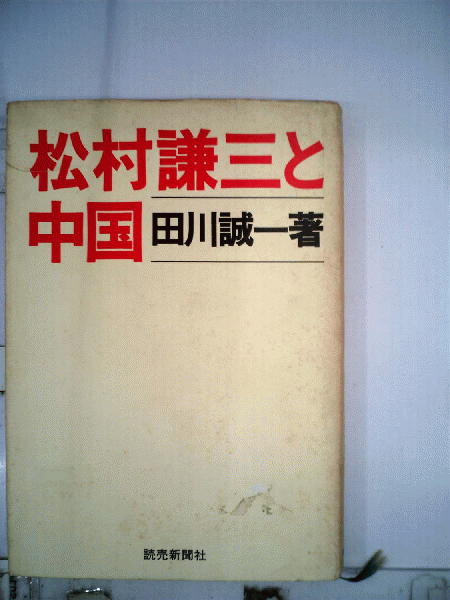 松村謙三と
中国
田川誠一著
読売新聞社